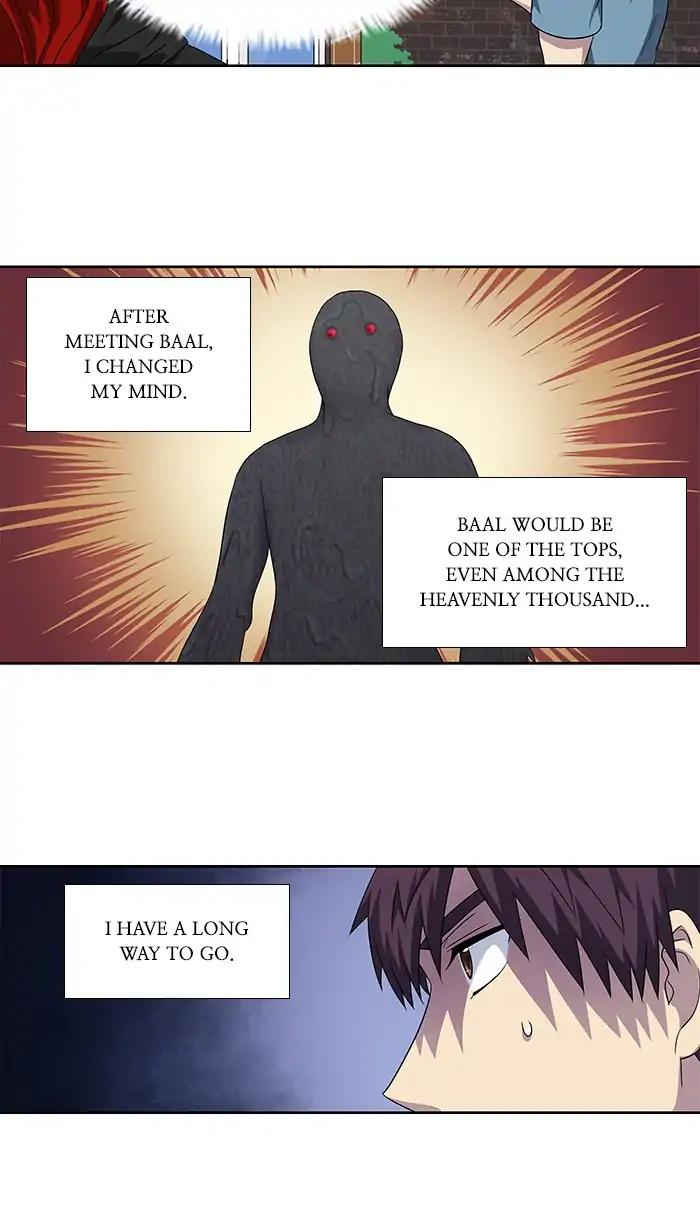 AFTER
MEETING BAAL,
I CHANGED
MY MIND.
BAAL WOULD BE
ONE OF THE TOPS,
EVEN AMONG THE
HEAVENLY THOUSAND...
I HAVE A LONG
WAY TO GO.